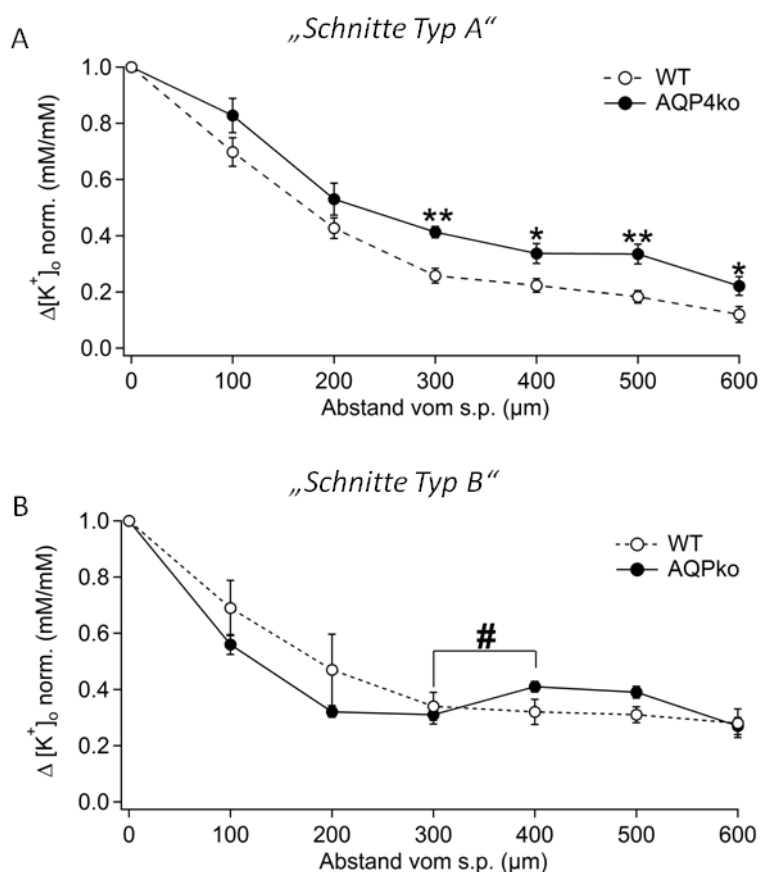 „Schnitte Typ A“
A
1.0
0.8
0.6
0.4
0.2
0.0
Δ[K⁺]ₒ norm. (mM/mM)
WT
AQP4ko
**
*
**
*
0 100 200 300 400 500 600
Abstand vom s.p. (µm)
„Schnitte Typ B“
B
1.0
0.8
0.6
0.4
0.2
0.0
Δ [K⁺]ₒ norm. (mM/mM)
WT
AQPko
#
0 100 200 300 400 500 600
Abstand vom s.p. (µm)